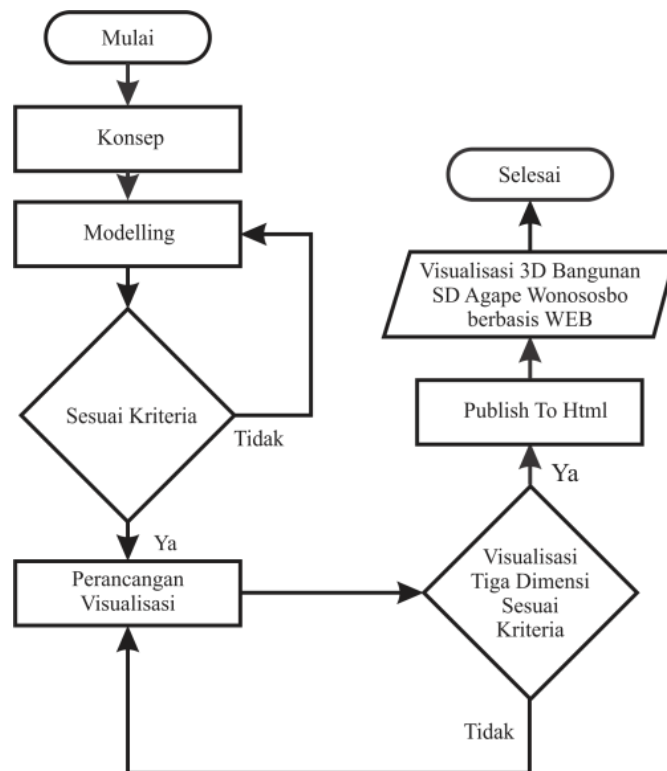 Mulai
Konsep
Modelling
Sesuai Kriteria
Tidak
Ya
Perancangan
Visualisasi
Visualisasi
Tiga Dimensi
Sesuai
Kriteria
Tidak
Ya
Publish To Html
Visualisasi 3D Bangunan
SD Agape Wonososbo
berbasis WEB
Selesai